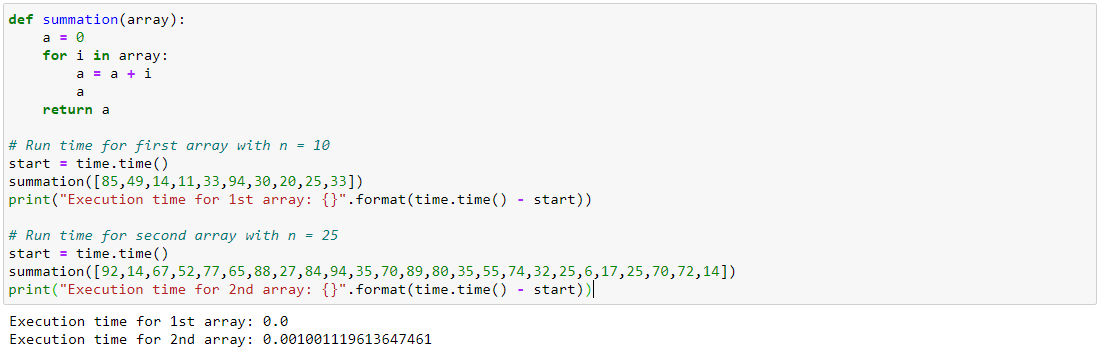 def summation(array):
    a = 0
    for i in array:
        a = a + i
        a
    return a

# Run time for first array with n = 10
start = time.time()
summation([85,49,14,11,33,94,30,20,25,33])
print("Execution time for 1st array: {}".format(time.time() - start))

# Run time for second array with n = 25
start = time.time()
summation([92,14,67,52,77,65,88,27,84,94,35,70,89,80,35,55,74,32,25,6,17,25,70,72,14])
print("Execution time for 2nd array: {}".format(time.time() - start))

Execution time for 1st array: 0.0
Execution time for 2nd array: 0.001001119613647461